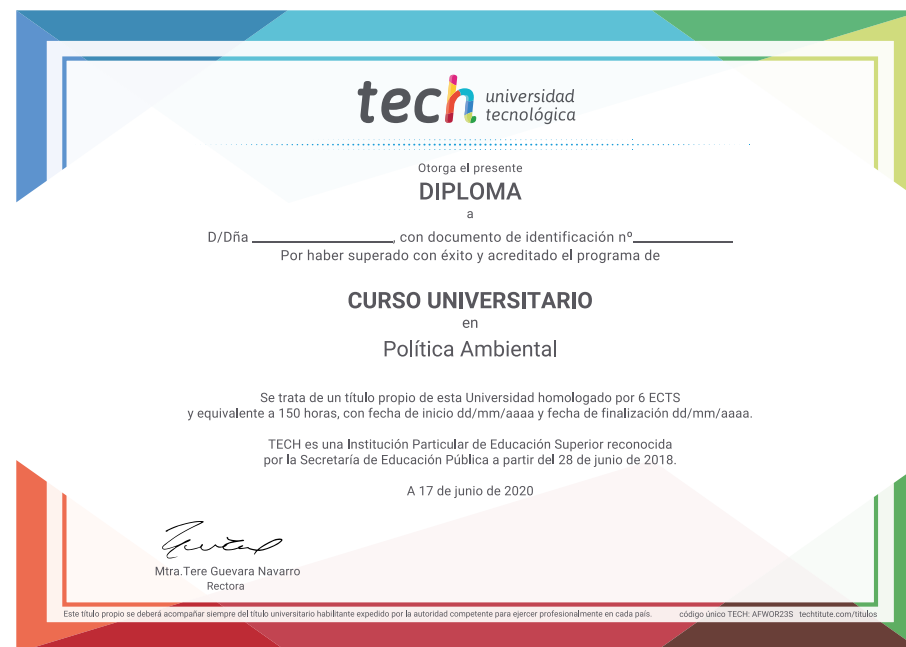 tech universidad
tecnológica
Otorga el presente
DIPLOMA
a
D/Dña ____________________, con documento de identificación nº______________
Por haber superado con éxito y acreditado el programa de
CURSO UNIVERSITARIO
en
Política Ambiental
Se trata de un título propio de esta Universidad homologado por 6 ECTS
y equivalente a 150 horas, con fecha de inicio dd/mm/aaaa y fecha de finalización dd/mm/aaaa.
TECH es una Institución Particular de Educación Superior reconocida
por la Secretaría de Educación Pública a partir del 28 de junio de 2018.
A 17 de junio de 2020
Mtra.Tere Guevara Navarro
Rectora
Este título propio se deberá acompañar siempre del título universitario habilitante expedido por la autoridad competente para ejercer profesionalmente en cada país. código único TECH: AFWOR23S techtitute.com/títulos